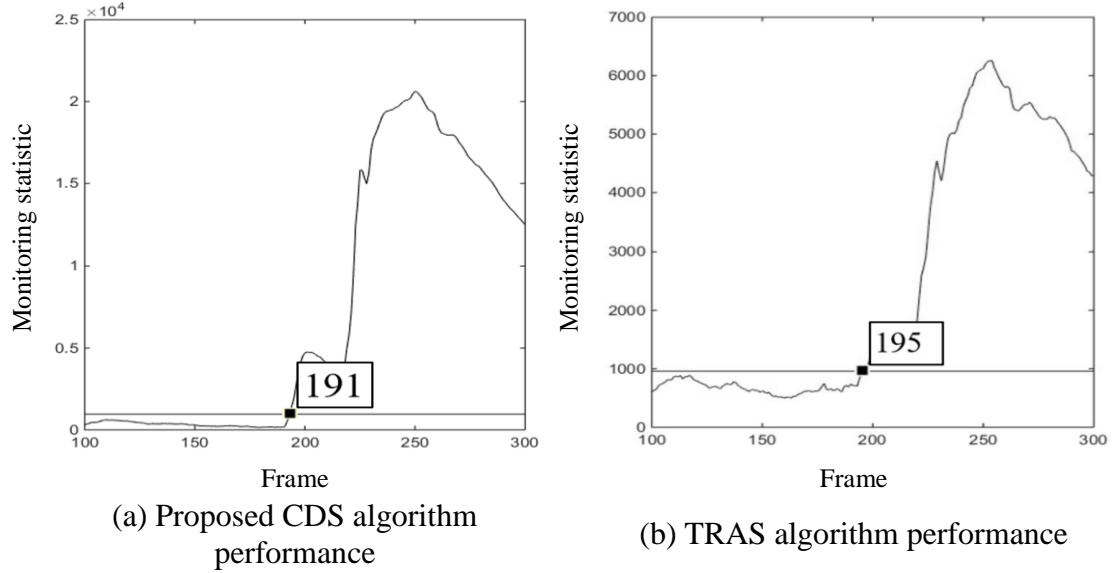 2.5 ×10⁴
2
1.5
1
0.5
0
100 150 200 250 300
Monitoring statistic
191
Frame
(a) Proposed CDS algorithm
performance
7000
6000
5000
4000
3000
2000
1000
0
100 150 200 250 300
Monitoring statistic
195
Frame
(b) TRAS algorithm performance